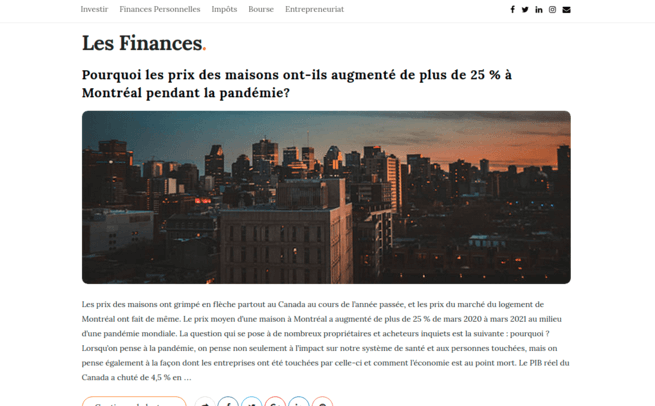 Investir Finances Personnelles Impôts Bourse Entrepreneuriat
Les Finances.
Pourquoi les prix des maisons ont-ils augmenté de plus de 25 % à
Montréal pendant la pandémie?
Les prix des maisons ont grimpé en flèche partout au Canada au cours de l'année passée, et les prix du marché du logement de
Montréal ont fait de même. Le prix moyen d'une maison à Montréal a augmenté de plus de 25 % de mars 2020 à mars 2021 au milieu
d'une pandémie mondiale. La question qui se pose à de nombreux propriétaires et acheteurs inquiets est la suivante : pourquoi ?
Lorsqu'on pense à la pandémie, on pense non seulement à l'impact sur notre système de santé et aux personnes touchées, mais on
pense également à la façon dont les entreprises ont été touchées par celle-ci et comment l'économie est au point mort. Le PIB réel du
Canada a chuté de 4,5 % en …